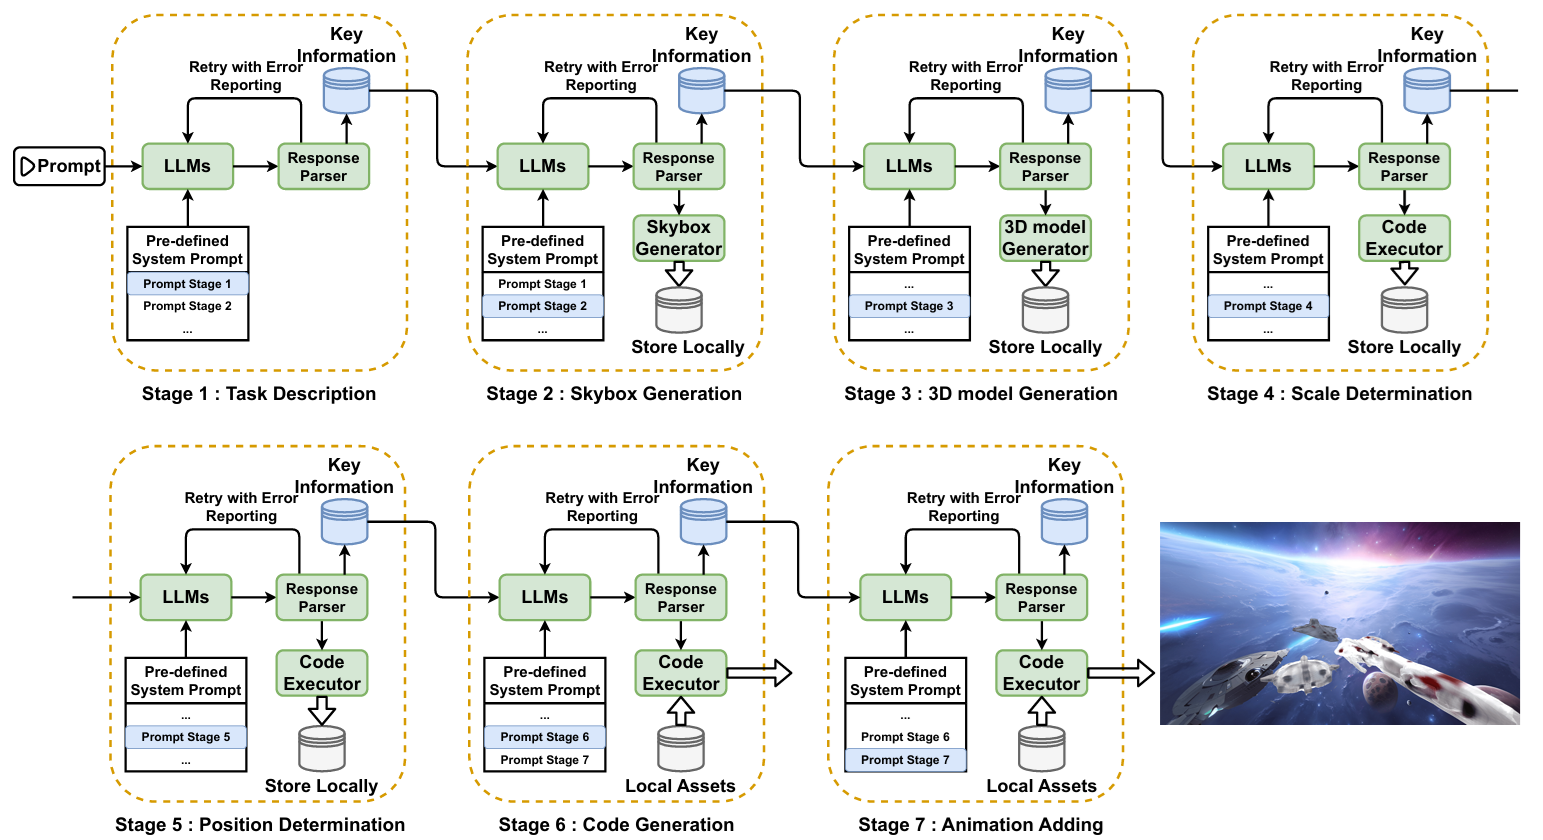 Prompt
Key
Information
Retry with Error
Reporting
LLMs
Response
Parser
Pre-defined
System Prompt
Prompt Stage 1
Prompt Stage 2
...
Stage 1 : Task Description
Key
Information
Retry with Error
Reporting
LLMs
Response
Parser
Skybox
Generator
Pre-defined
System Prompt
Prompt Stage 1
Prompt Stage 2
...
Store Locally
Stage 2 : Skybox Generation
Key
Information
Retry with Error
Reporting
LLMs
Response
Parser
3D model
Generator
Pre-defined
System Prompt
...
Prompt Stage 3
...
Store Locally
Stage 3 : 3D model Generation
Key
Information
Retry with Error
Reporting
LLMs
Response
Parser
Code
Executor
Pre-defined
System Prompt
...
Prompt Stage 4
...
Store Locally
Stage 4 : Scale Determination
Key
Information
Retry with Error
Reporting
LLMs
Response
Parser
Code
Executor
Pre-defined
System Prompt
...
Prompt Stage 5
...
Store Locally
Stage 5 : Position Determination
Key
Information
Retry with Error
Reporting
LLMs
Response
Parser
Code
Executor
Pre-defined
System Prompt
...
Prompt Stage 6
Prompt Stage 7
Local Assets
Stage 6 : Code Generation
Key
Information
Retry with Error
Reporting
LLMs
Response
Parser
Code
Executor
Pre-defined
System Prompt
...
Prompt Stage 6
Prompt Stage 7
Local Assets
Stage 7 : Animation Adding